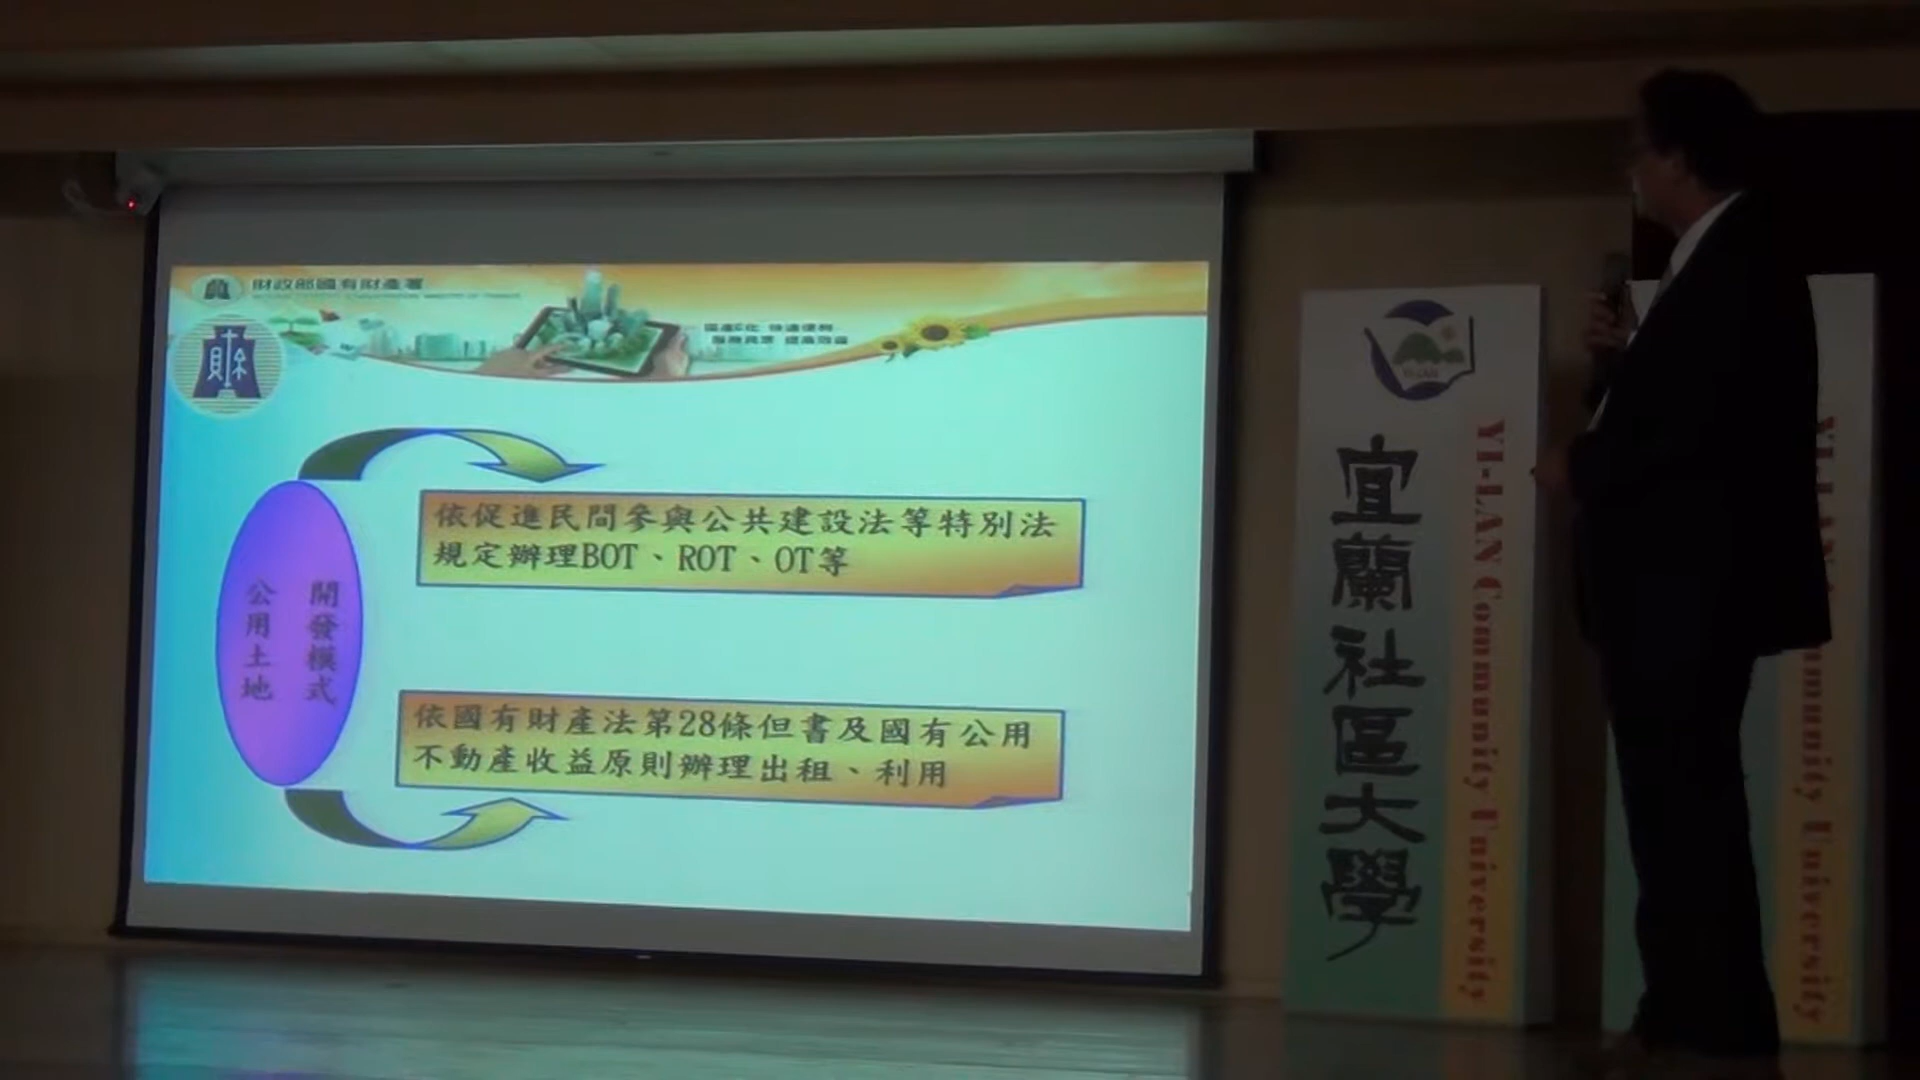 財政部國有財產署
財
公用土地
開發模式
依促進民間參與公共建設法等特別法
規定辦理BOT、ROT、OT等
依國有財產法第28條但書及國有公用
不動產收益原則辦理出租、利用
宜蘭社區大學
YI-LAN Community University